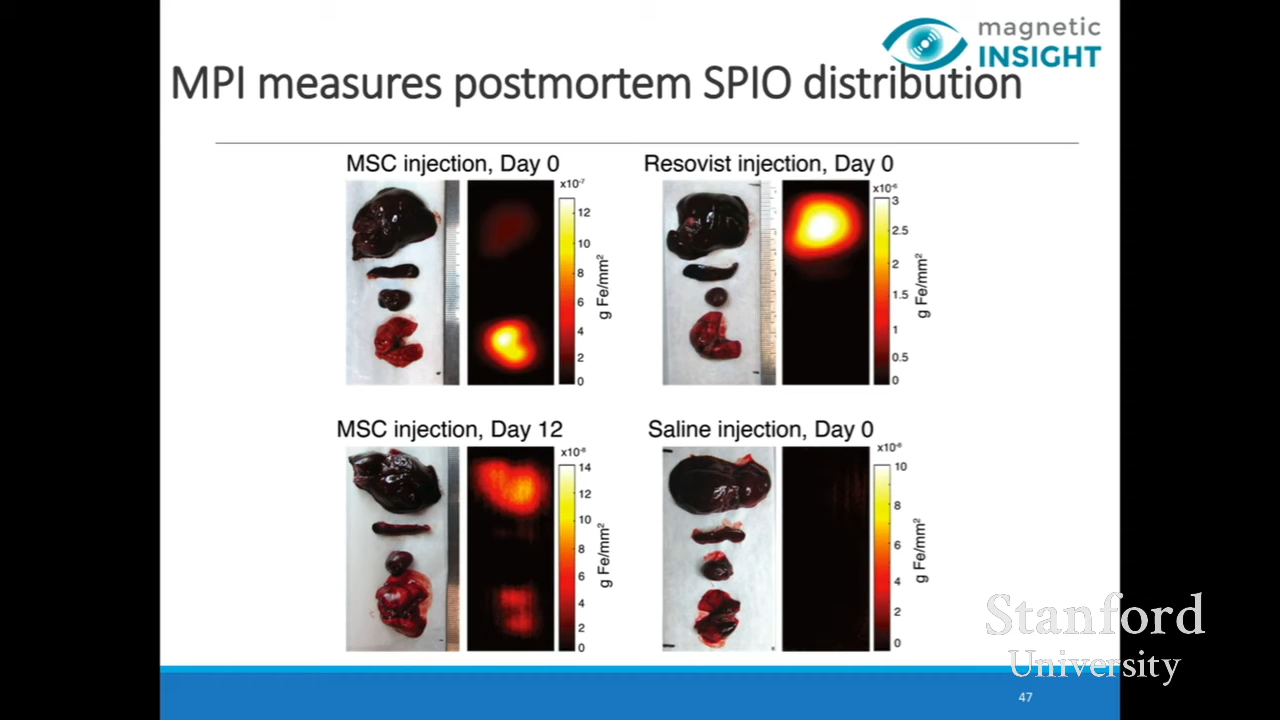 magnetic
INSIGHT
MPI measures postmortem SPIO distribution
MSC injection, Day 0
x10⁻⁷
12
10
8
6
4
2
0
g Fe/mm²
Resovist injection, Day 0
x10⁻⁶
3
2.5
2
1.5
1
0.5
0
g Fe/mm²
MSC injection, Day 12
x10⁻⁸
14
12
10
8
6
4
2
0
g Fe/mm²
Saline injection, Day 0
x10⁻⁸
10
8
6
4
2
0
g Fe/mm²
Stanford
University
47